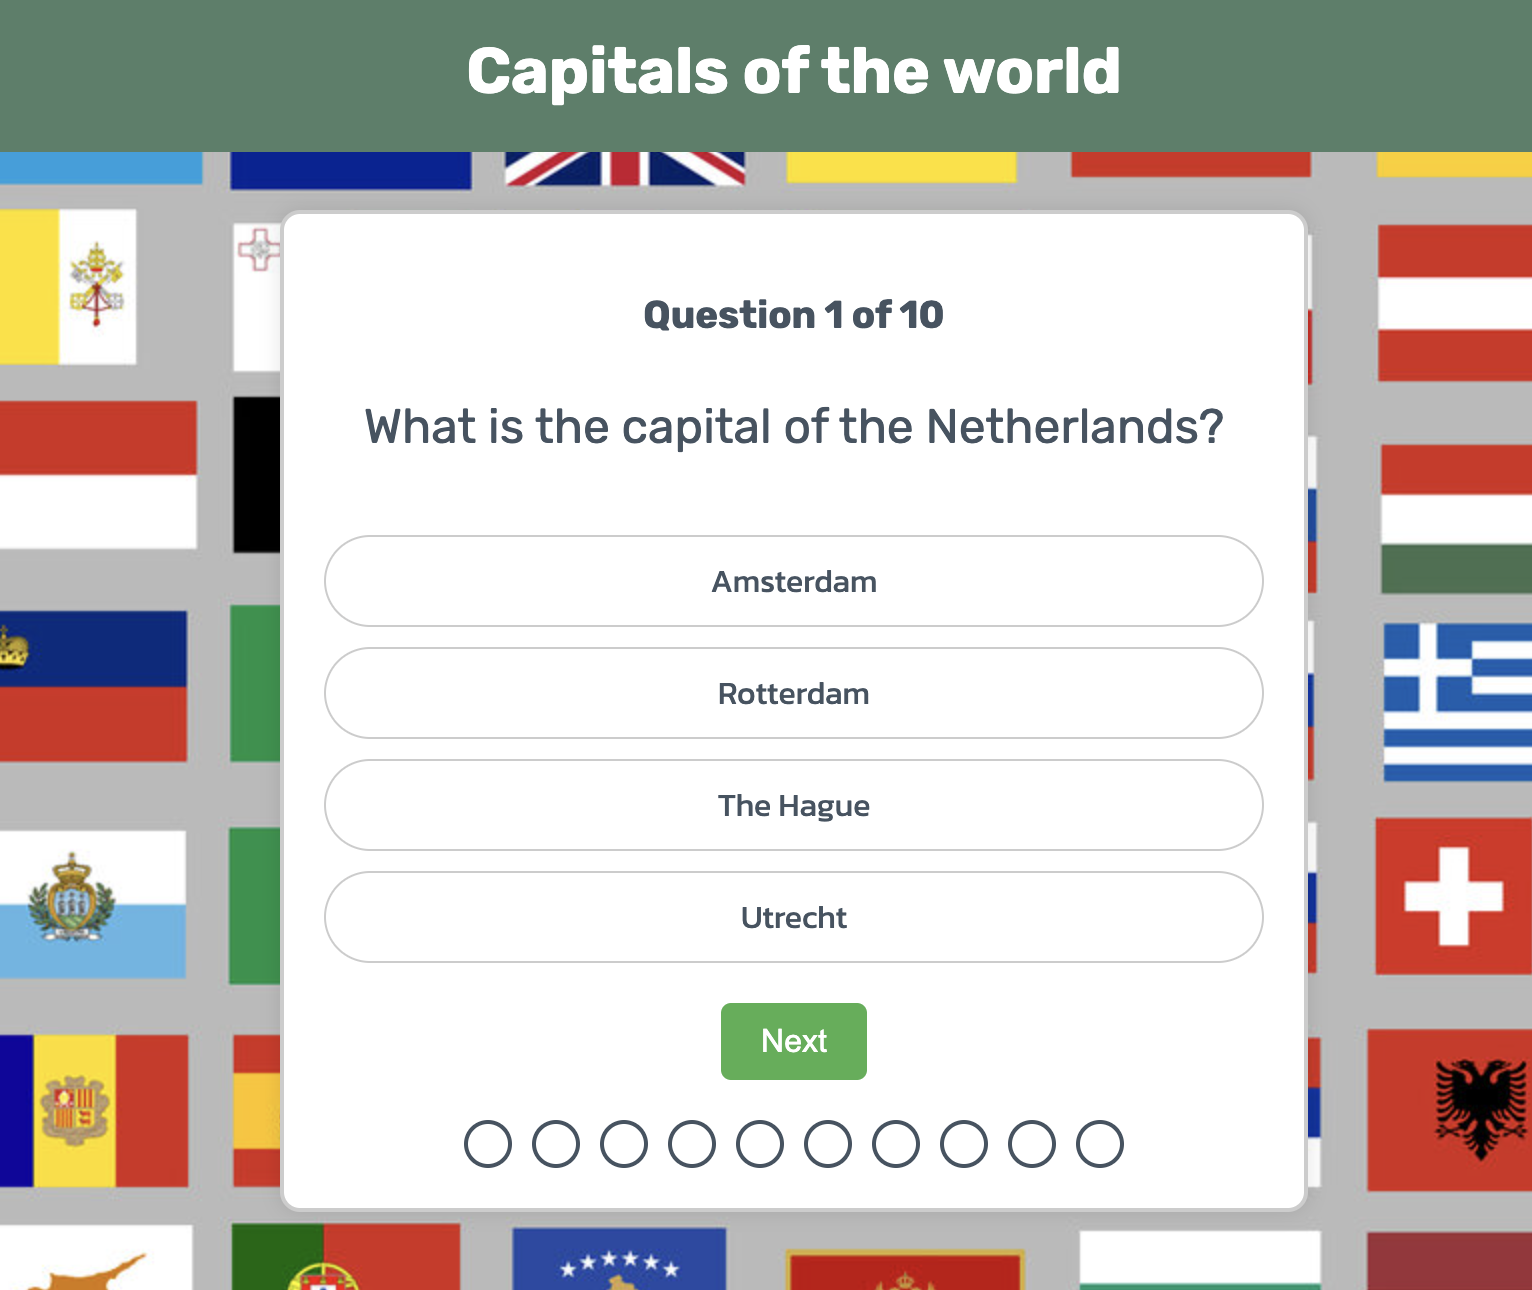 Capitals of the world
Question 1 of 10
What is the capital of the Netherlands?
Amsterdam
Rotterdam
The Hague
Utrecht
Next